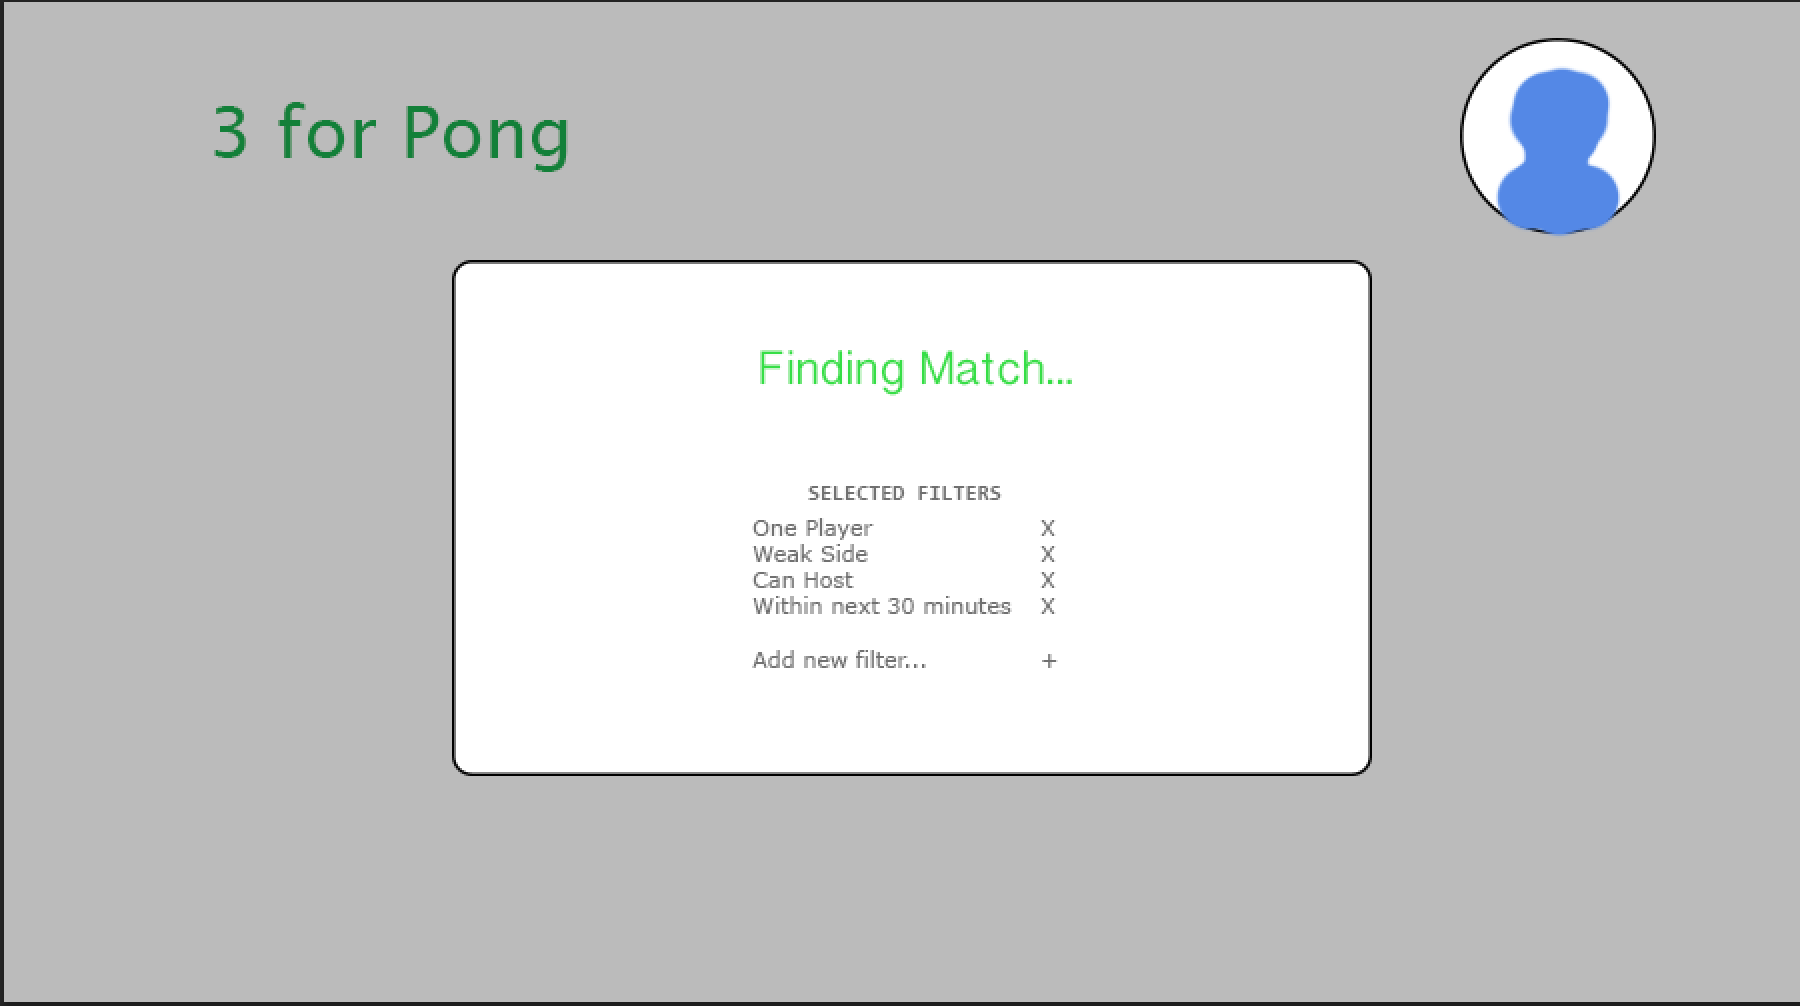 3 for Pong
Finding Match...
SELECTED FILTERS
One Player X
Weak Side X
Can Host X
Within next 30 minutes X
Add new filter... +